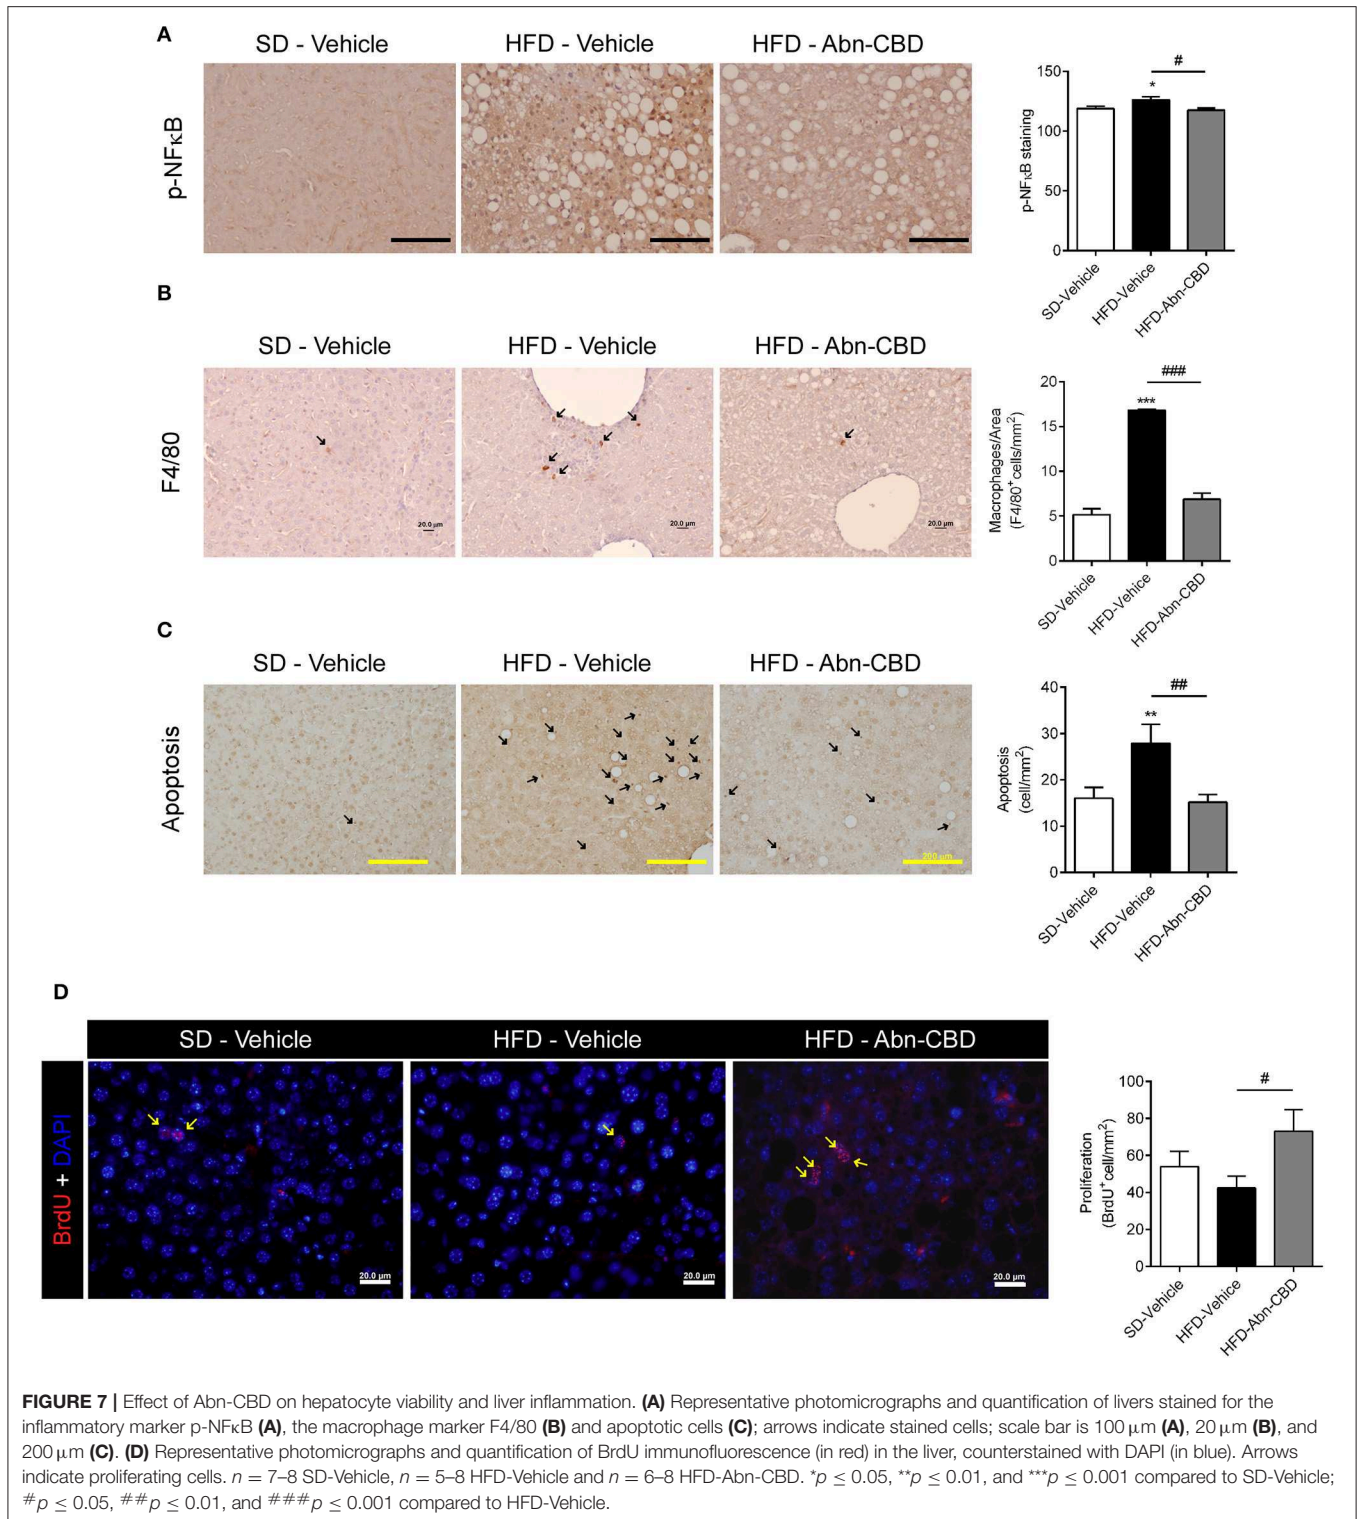 A
SD - Vehicle
HFD - Vehicle
HFD - Abn-CBD
p-NFκB
#
*
150
100
50
0
p-NFκB staining
SD-Vehicle
HFD-Vehice
HFD-Abn-CBD
B
SD - Vehicle
HFD - Vehicle
HFD - Abn-CBD
F4/80
20.0 µm
20.0 µm
20.0 µm
###
***
20
15
10
5
0
Macrophages/Area
(F4/80+ cells/mm²)
SD-Vehicle
HFD-Vehice
HFD-Abn-CBD
C
SD - Vehicle
HFD - Vehicle
HFD - Abn-CBD
Apoptosis
200 µm
##
**
40
30
20
10
0
Apoptosis
(cell/mm²)
SD-Vehicle
HFD-Vehice
HFD-Abn-CBD
D
SD - Vehicle
HFD - Vehicle
HFD - Abn-CBD
BrdU + DAPI
20.0 µm
20.0 µm
20.0 µm
#
100
80
60
40
20
0
Proliferation
(BrdU+ cell/mm²)
SD-Vehicle
HFD-Vehice
HFD-Abn-CBD
FIGURE 7 | Effect of Abn-CBD on hepatocyte viability and liver inflammation. (A) Representative photomicrographs and quantification of livers stained for the
inflammatory marker p-NFκB (A), the macrophage marker F4/80 (B) and apoptotic cells (C); arrows indicate stained cells; scale bar is 100 µm (A), 20 µm (B), and
200 µm (C). (D) Representative photomicrographs and quantification of BrdU immunofluorescence (in red) in the liver, counterstained with DAPI (in blue). Arrows
indicate proliferating cells. n = 7–8 SD-Vehicle, n = 5–8 HFD-Vehicle and n = 6–8 HFD-Abn-CBD. *p ≤ 0.05, **p ≤ 0.01, and ***p ≤ 0.001 compared to SD-Vehicle;
#p ≤ 0.05, ##p ≤ 0.01, and ###p ≤ 0.001 compared to HFD-Vehicle.